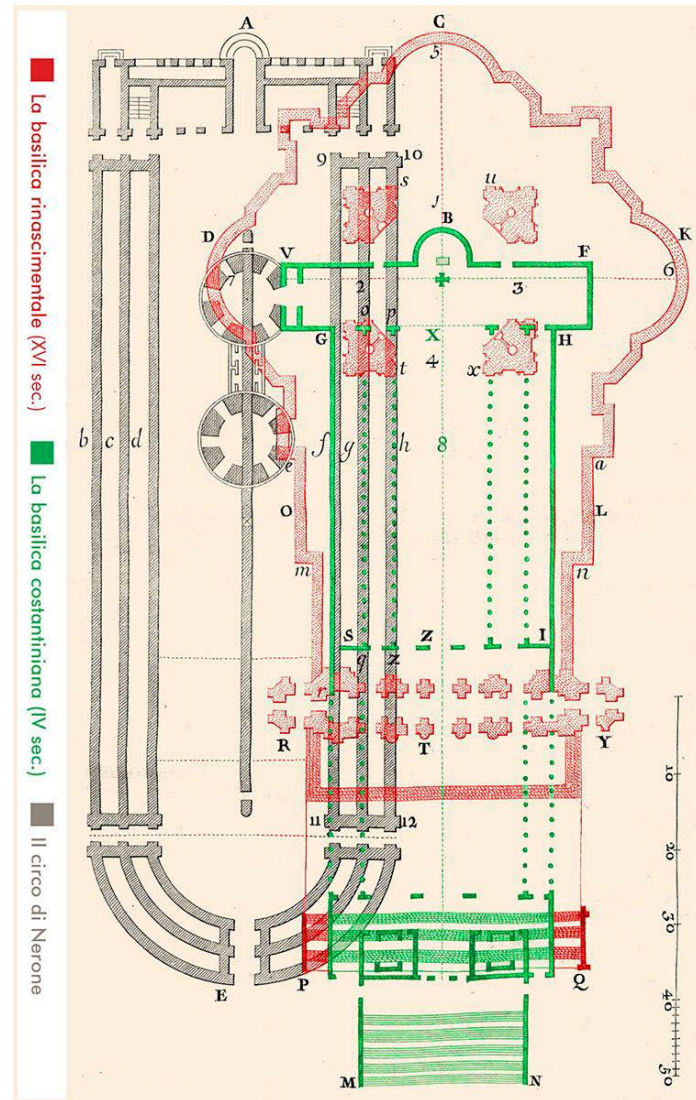 La basilica rinascimentale (XVI sec.)
La basilica costantiniana (IV sec.)
Il circo di Nerone
A
C
5
9
10
s
u
1
B
D
K
V
F
7
2
3
6
o
p
G
X
H
4
t
x
b
c
d
f
g
h
8
e
a
O
L
m
n
S
Z
I
q
z
r
R
T
Y
10
11
12
20
30
E
P
Q
40
M
N
50